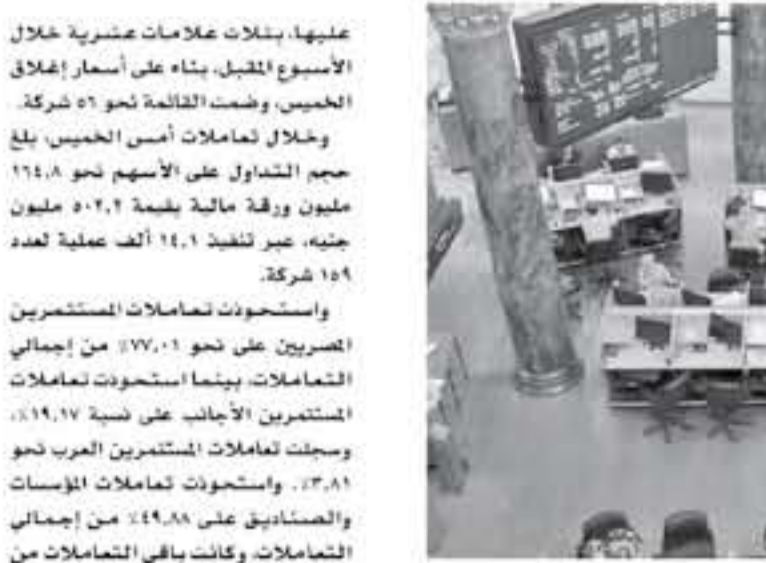 عليها، بثلاث علامات عشرية خلال
الأسبوع المقبل، بناء على أسعار إغلاق
الخميس، وضمت القائمة نحو ٥٦ شركة.
وخلال تعاملات أمس الخميس، بلغ
حجم التداول على الأسهم نحو ١٦٤,٨
مليون ورقة مالية بقيمة ٥٠٢,٢ مليون
جنيه، عبر تنفيذ ١٤,١ ألف عملية لعدد
١٥٩ شركة.
واستحوذت تعاملات المستثمرين
المصريين على نحو ٧٧,٠١٪ من إجمالي
التعاملات، بينما استحوذت تعاملات
المستثمرين الأجانب على نسبة ١٩,١٧٪،
وسجلت تعاملات المستثمرين العرب نحو
٣,٨١٪. واستحوذت تعاملات المؤسسات
والصناديق على ٤٩,٨٨٪ من إجمالي
التعاملات، وكانت باقي التعاملات من